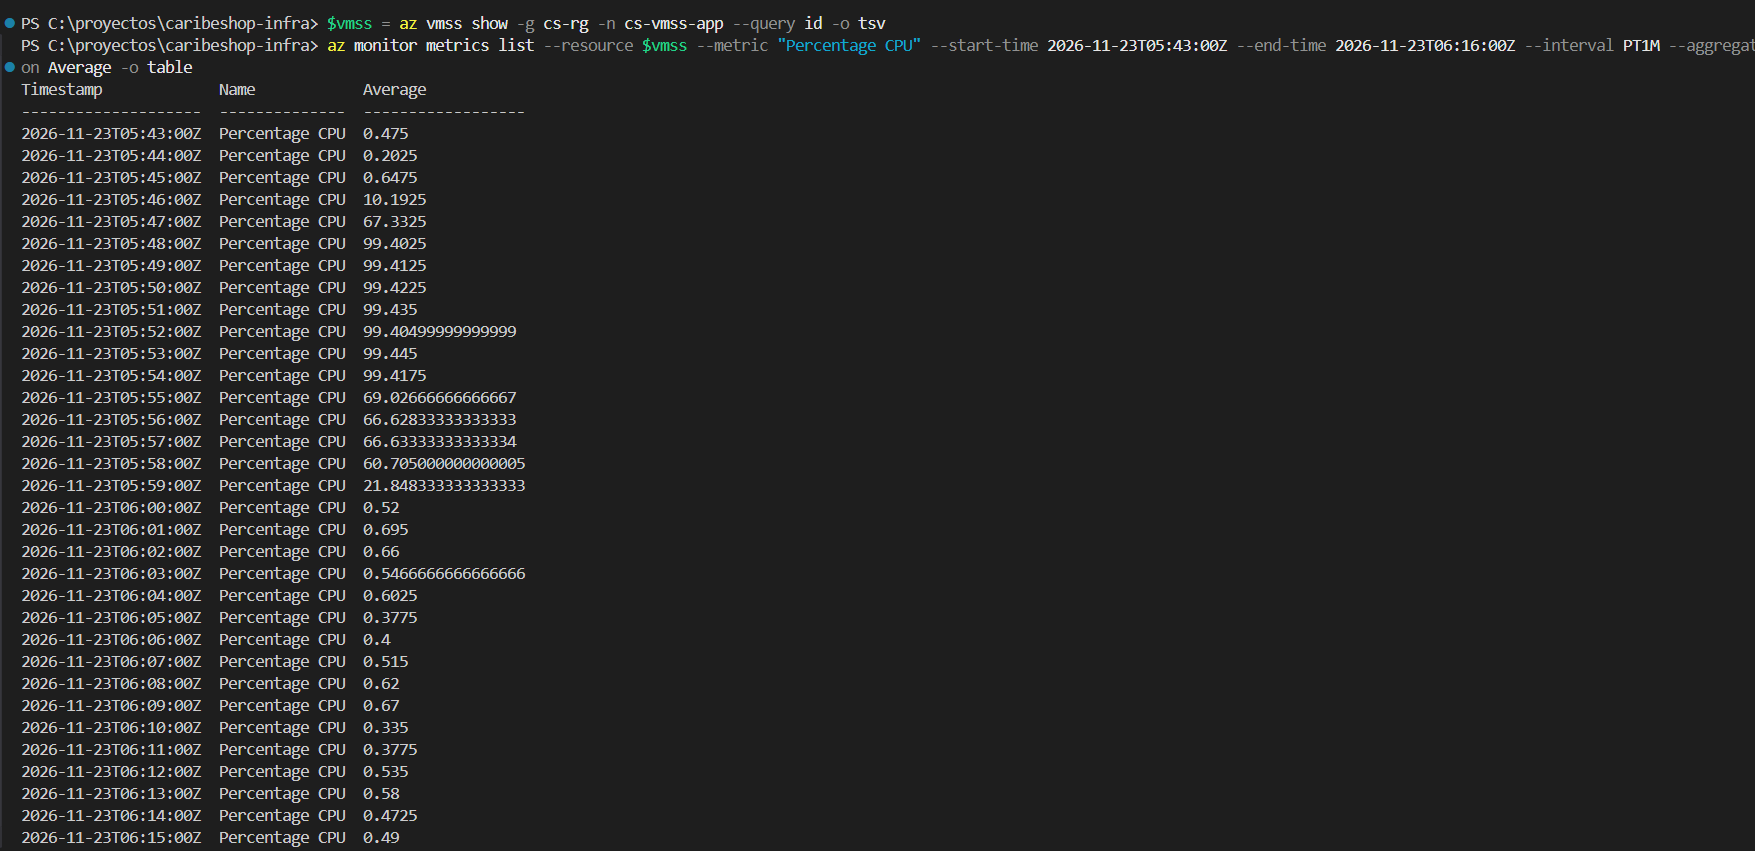 PS C:\proyectos\caribeshop-infra> $vmss = az vmss show -g cs-rg -n cs-vmss-app --query id -o tsv
PS C:\proyectos\caribeshop-infra> az monitor metrics list --resource $vmss --metric "Percentage CPU" --start-time 2026-11-23T05:43:00Z --end-time 2026-11-23T06:16:00Z --interval PT1M --aggregat
on Average -o table
Timestamp             Name            Average
--------------------  --------------  ------------------
2026-11-23T05:43:00Z  Percentage CPU  0.475
2026-11-23T05:44:00Z  Percentage CPU  0.2025
2026-11-23T05:45:00Z  Percentage CPU  0.6475
2026-11-23T05:46:00Z  Percentage CPU  10.1925
2026-11-23T05:47:00Z  Percentage CPU  67.3325
2026-11-23T05:48:00Z  Percentage CPU  99.4025
2026-11-23T05:49:00Z  Percentage CPU  99.4125
2026-11-23T05:50:00Z  Percentage CPU  99.4225
2026-11-23T05:51:00Z  Percentage CPU  99.435
2026-11-23T05:52:00Z  Percentage CPU  99.40499999999999
2026-11-23T05:53:00Z  Percentage CPU  99.445
2026-11-23T05:54:00Z  Percentage CPU  99.4175
2026-11-23T05:55:00Z  Percentage CPU  69.02666666666667
2026-11-23T05:56:00Z  Percentage CPU  66.62833333333333
2026-11-23T05:57:00Z  Percentage CPU  66.63333333333334
2026-11-23T05:58:00Z  Percentage CPU  60.705000000000005
2026-11-23T05:59:00Z  Percentage CPU  21.848333333333333
2026-11-23T06:00:00Z  Percentage CPU  0.52
2026-11-23T06:01:00Z  Percentage CPU  0.695
2026-11-23T06:02:00Z  Percentage CPU  0.66
2026-11-23T06:03:00Z  Percentage CPU  0.5466666666666666
2026-11-23T06:04:00Z  Percentage CPU  0.6025
2026-11-23T06:05:00Z  Percentage CPU  0.3775
2026-11-23T06:06:00Z  Percentage CPU  0.4
2026-11-23T06:07:00Z  Percentage CPU  0.515
2026-11-23T06:08:00Z  Percentage CPU  0.62
2026-11-23T06:09:00Z  Percentage CPU  0.67
2026-11-23T06:10:00Z  Percentage CPU  0.335
2026-11-23T06:11:00Z  Percentage CPU  0.3775
2026-11-23T06:12:00Z  Percentage CPU  0.535
2026-11-23T06:13:00Z  Percentage CPU  0.58
2026-11-23T06:14:00Z  Percentage CPU  0.4725
2026-11-23T06:15:00Z  Percentage CPU  0.49